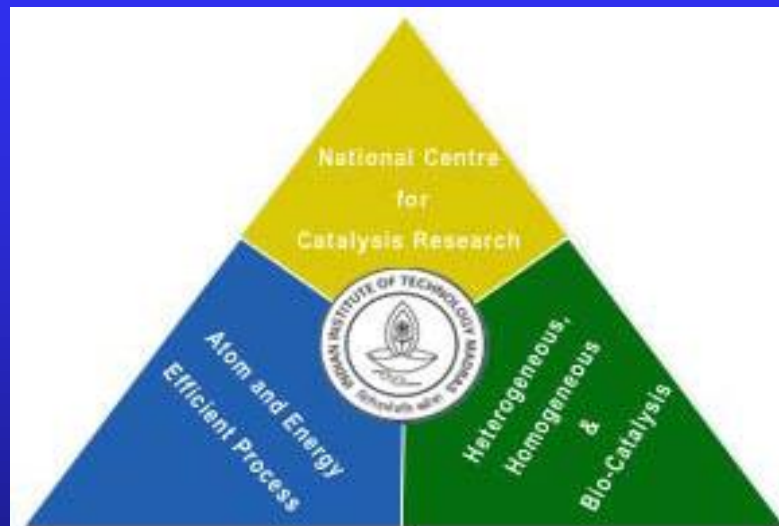 National Centre
for
Catalysis Research
INDIAN INSTITUTE OF TECHNOLOGY MADRAS
Atom and Energy
Efficient Process
Heterogeneous,
Homogeneous
&
Bio-Catalysis